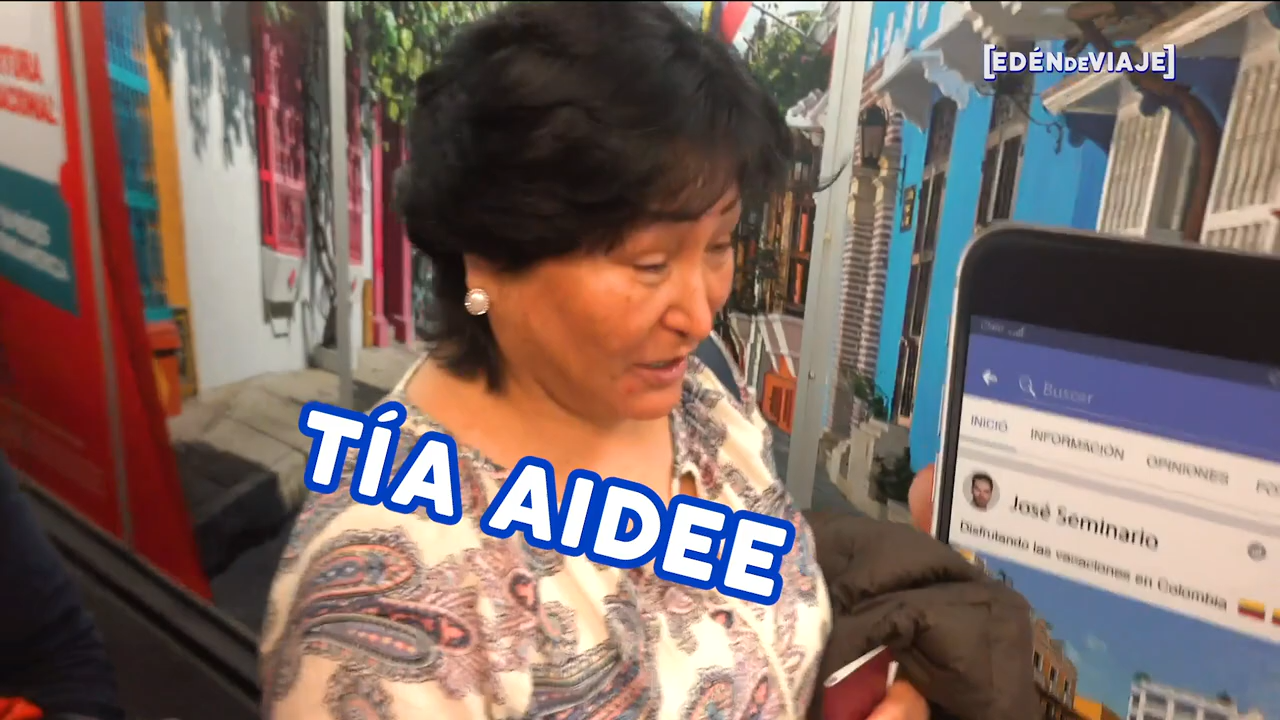 [EDÉNDEVIAJE]
TÍA AIDEE
Buscar
INICIO
INFORMACIÓN
OPINIONES
José Seminario
Disfrutando las vacaciones en Colombia